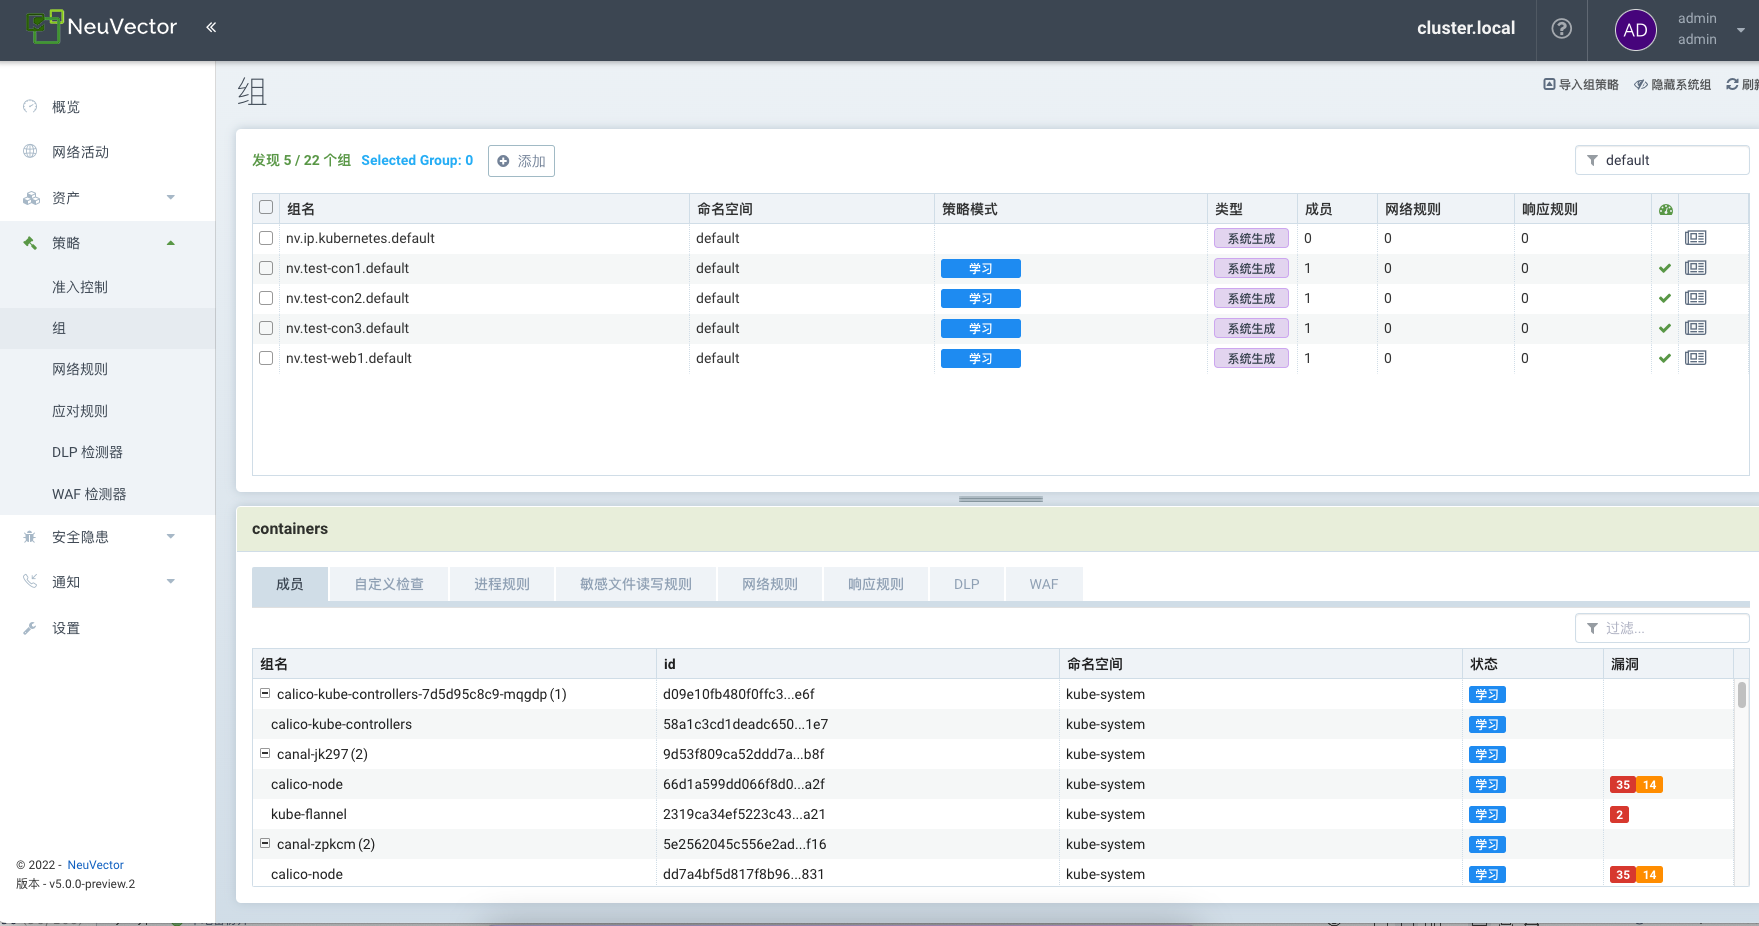 NeuVector «
cluster.local
AD
admin
admin
概览
网络活动
资产
策略
准入控制
组
网络规则
应对规则
DLP 检测器
WAF 检测器
安全隐患
通知
设置
© 2022 - NeuVector
版本 - v5.0.0-preview.2
组
导入组策略 隐藏系统组 刷
发现 5 / 22 个组 Selected Group: 0 添加
default
组名 命名空间 策略模式 类型 成员 网络规则 响应规则
nv.ip.kubernetes.default default 系统生成 0 0 0
nv.test-con1.default default 学习 系统生成 1 0 0
nv.test-con2.default default 学习 系统生成 1 0 0
nv.test-con3.default default 学习 系统生成 1 0 0
nv.test-web1.default default 学习 系统生成 1 0 0
containers
成员 自定义检查 进程规则 敏感文件读写规则 网络规则 响应规则 DLP WAF
过滤...
组名 id 命名空间 状态 漏洞
calico-kube-controllers-7d5d95c8c9-mqgdp (1) d09e10fb480f0ffc3...e6f kube-system 学习
calico-kube-controllers 58a1c3cd1deadc650...1e7 kube-system 学习
canal-jk297 (2) 9d53f809ca52ddd7a...b8f kube-system 学习
calico-node 66d1a599dd066f8d0...a2f kube-system 学习 35 14
kube-flannel 2319ca34ef5223c43...a21 kube-system 学习 2
canal-zpkcm (2) 5e2562045c556e2ad...f16 kube-system 学习
calico-node dd7a4bf5d817f8b96...831 kube-system 学习 35 14